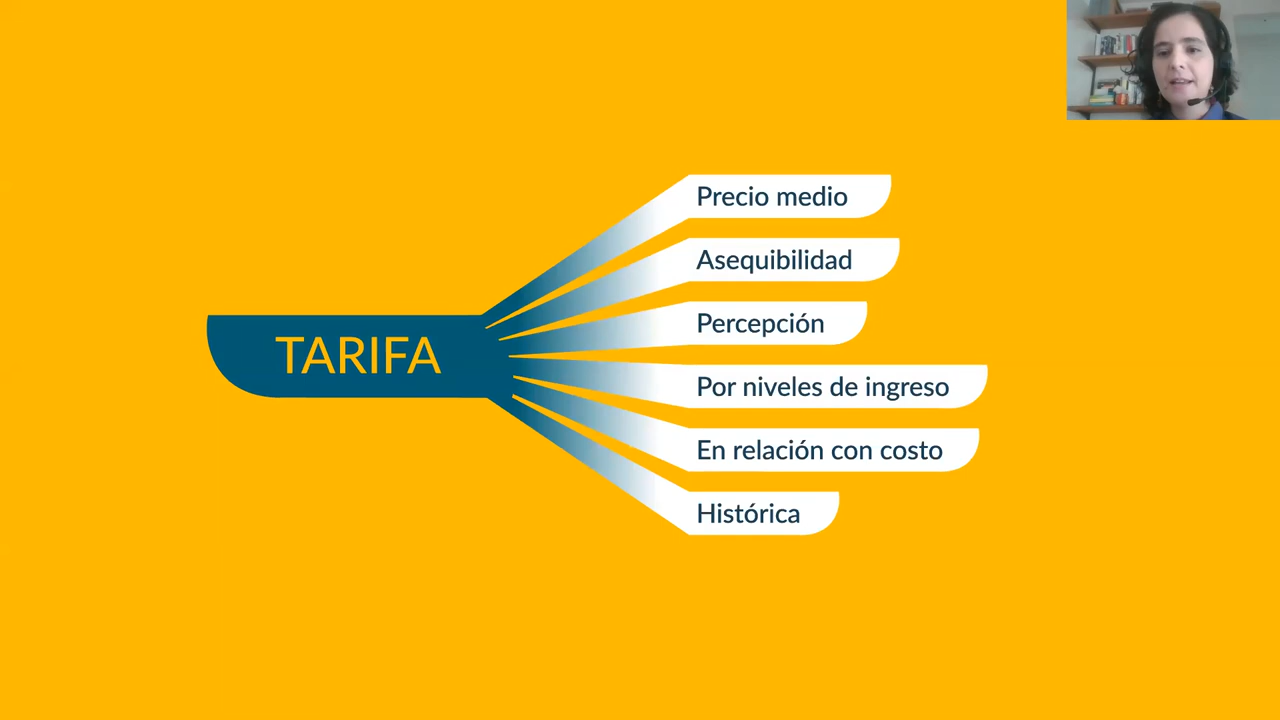 TARIFA
Precio medio
Asequibilidad
Percepción
Por niveles de ingreso
En relación con costo
Histórica